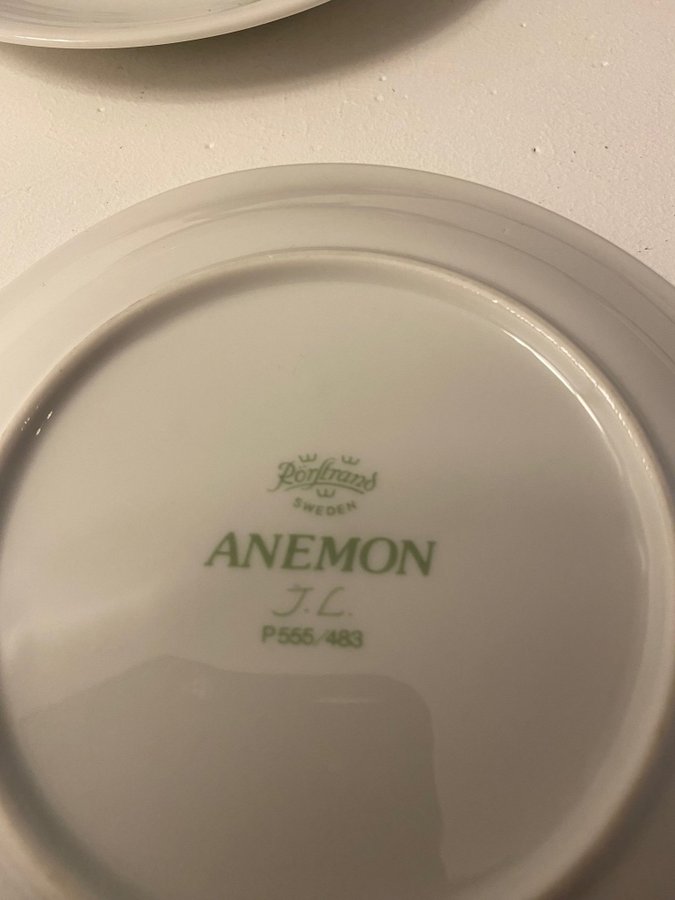 Rörstrand
SWEDEN
ANEMON
J.L.
P555/483